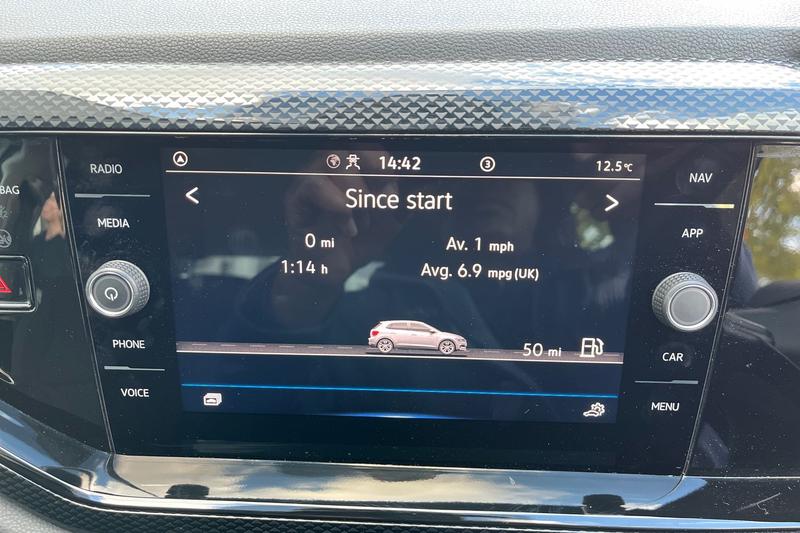 BAG
RADIO
MEDIA
PHONE
VOICE
14:42
3
12.5°C
< Since start >
0 mi
Av. 1 mph
1:14 h
Avg. 6.9 mpg (UK)
50 mi
NAV
APP
CAR
MENU